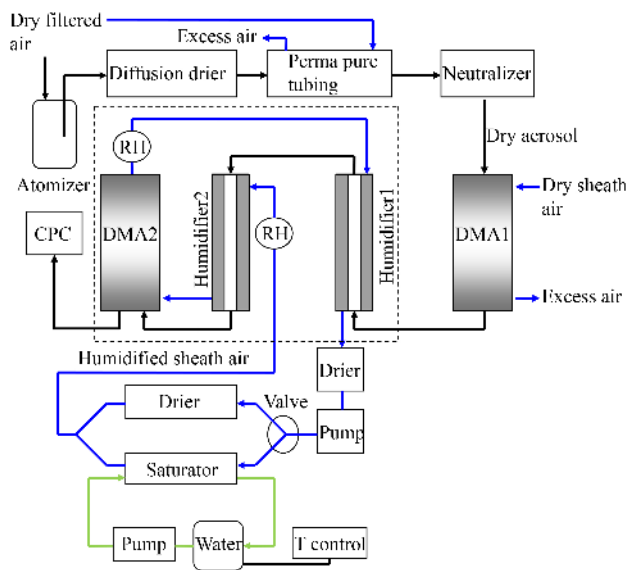 Dry filtered
air
Excess air
Diffusion drier
Perma pure
tubing
Neutralizer
Atomizer
RH
Dry aerosol
CPC
DMA2
Humidifier2
RH
Humidifier1
DMA1
Dry sheath
air
Excess air
Humidified sheath air
Drier
Drier
Valve
Pump
Saturator
Pump
Water
T control